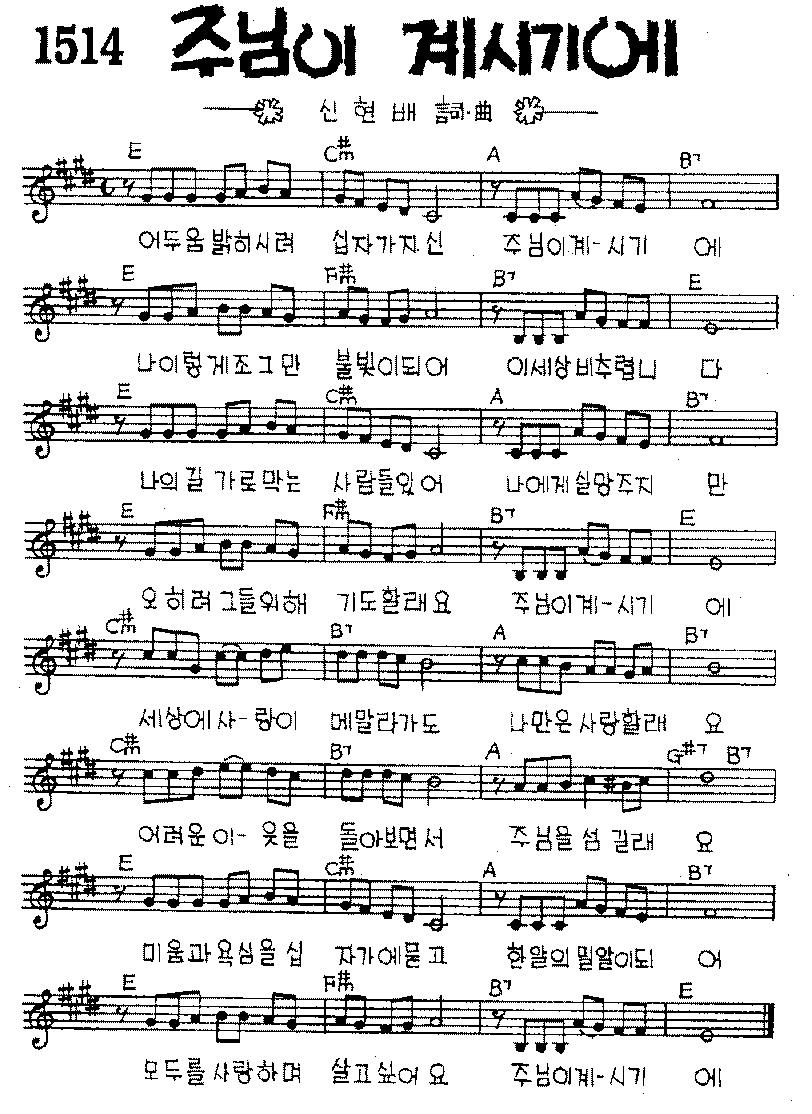 1514 주님이 계시기에
신현배 詞·曲
E C#m A B7
어두움밝히시려 십자가지신 주님이계-시기 에
E F#m B7 E
나이렇게조그만 불빛이되어 이세상비추렵니 다
E C#m A B7
나의길가로막는 사람들있어 나에게실망주지 만
E F#m B7 E
오히려그들위해 기도할래요 주님이계-시기 에
C#m B7 A B7
세상에사-랑이 메말라가도 나만은사랑할래 요
C#m B7 A G#7 B7
어려운이-웃을 돌아보면서 주님을섬길래 요
E C#m A B7
미움과욕심을십 자가에묻고 한알의밀알이되 어
E F#m B7 E
모두를사랑하며 살고싶어요 주님이계-시기 에